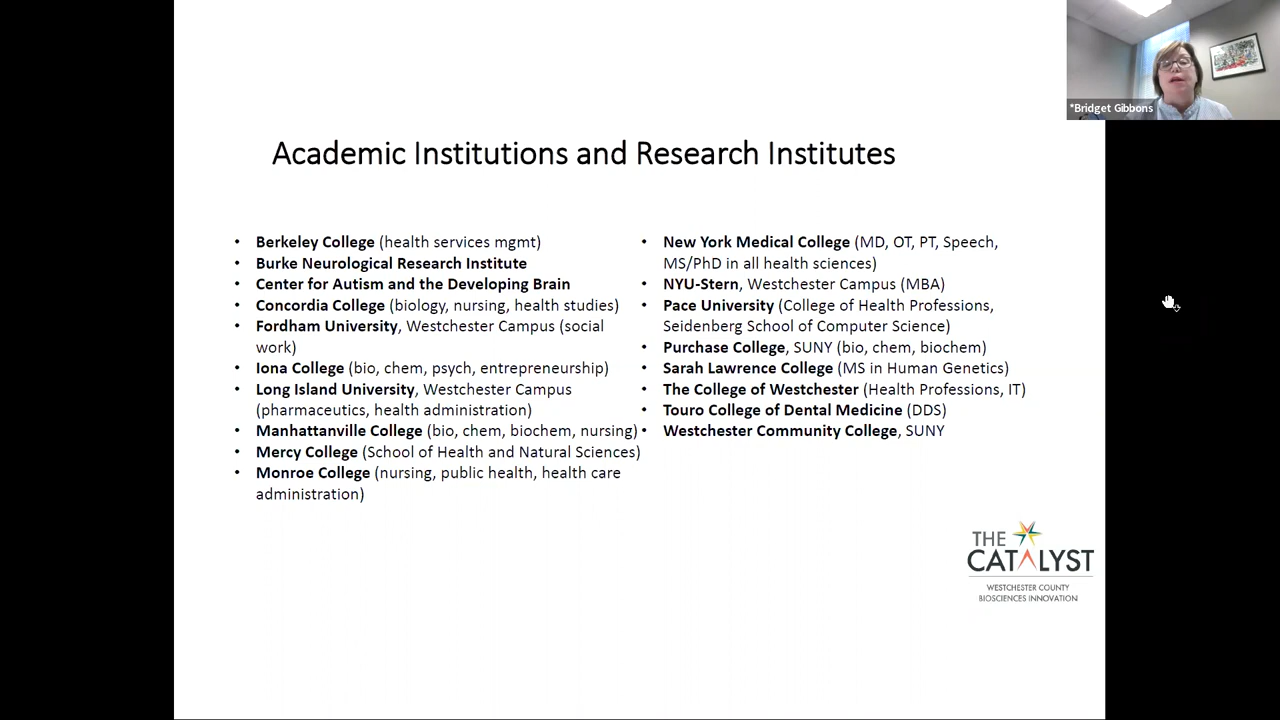 *Bridget Gibbons
Academic Institutions and Research Institutes
• Berkeley College (health services mgmt)
• Burke Neurological Research Institute
• Center for Autism and the Developing Brain
• Concordia College (biology, nursing, health studies)
• Fordham University, Westchester Campus (social
work)
• Iona College (bio, chem, psych, entrepreneurship)
• Long Island University, Westchester Campus
(pharmaceutics, health administration)
• Manhattanville College (bio, chem, biochem, nursing)
• Mercy College (School of Health and Natural Sciences)
• Monroe College (nursing, public health, health care
administration)
• New York Medical College (MD, OT, PT, Speech,
MS/PhD in all health sciences)
• NYU-Stern, Westchester Campus (MBA)
• Pace University (College of Health Professions,
Seidenberg School of Computer Science)
• Purchase College, SUNY (bio, chem, biochem)
• Sarah Lawrence College (MS in Human Genetics)
• The College of Westchester (Health Professions, IT)
• Touro College of Dental Medicine (DDS)
• Westchester Community College, SUNY
THE
CATALYST
WESTCHESTER COUNTY
BIOSCIENCES INNOVATION